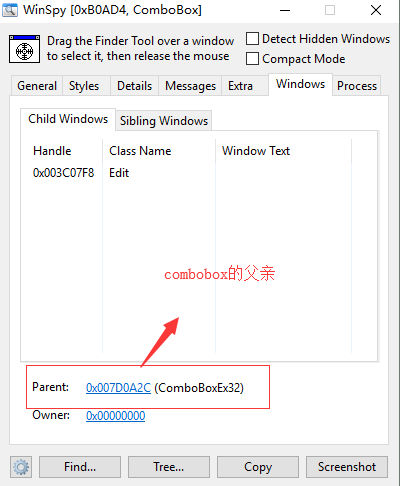 WinSpy [0xB0AD4, ComboBox]
Drag the Finder Tool over a window
to select it, then release the mouse
Detect Hidden Windows
Compact Mode
General Styles Details Messages Extra Windows Process
Child Windows Sibling Windows
Handle Class Name Window Text
0x003C07F8 Edit
combobox的父亲
Parent: 0x007D0A2C (ComboBoxEx32)
Owner: 0x00000000
Find... Tree... Copy Screenshot